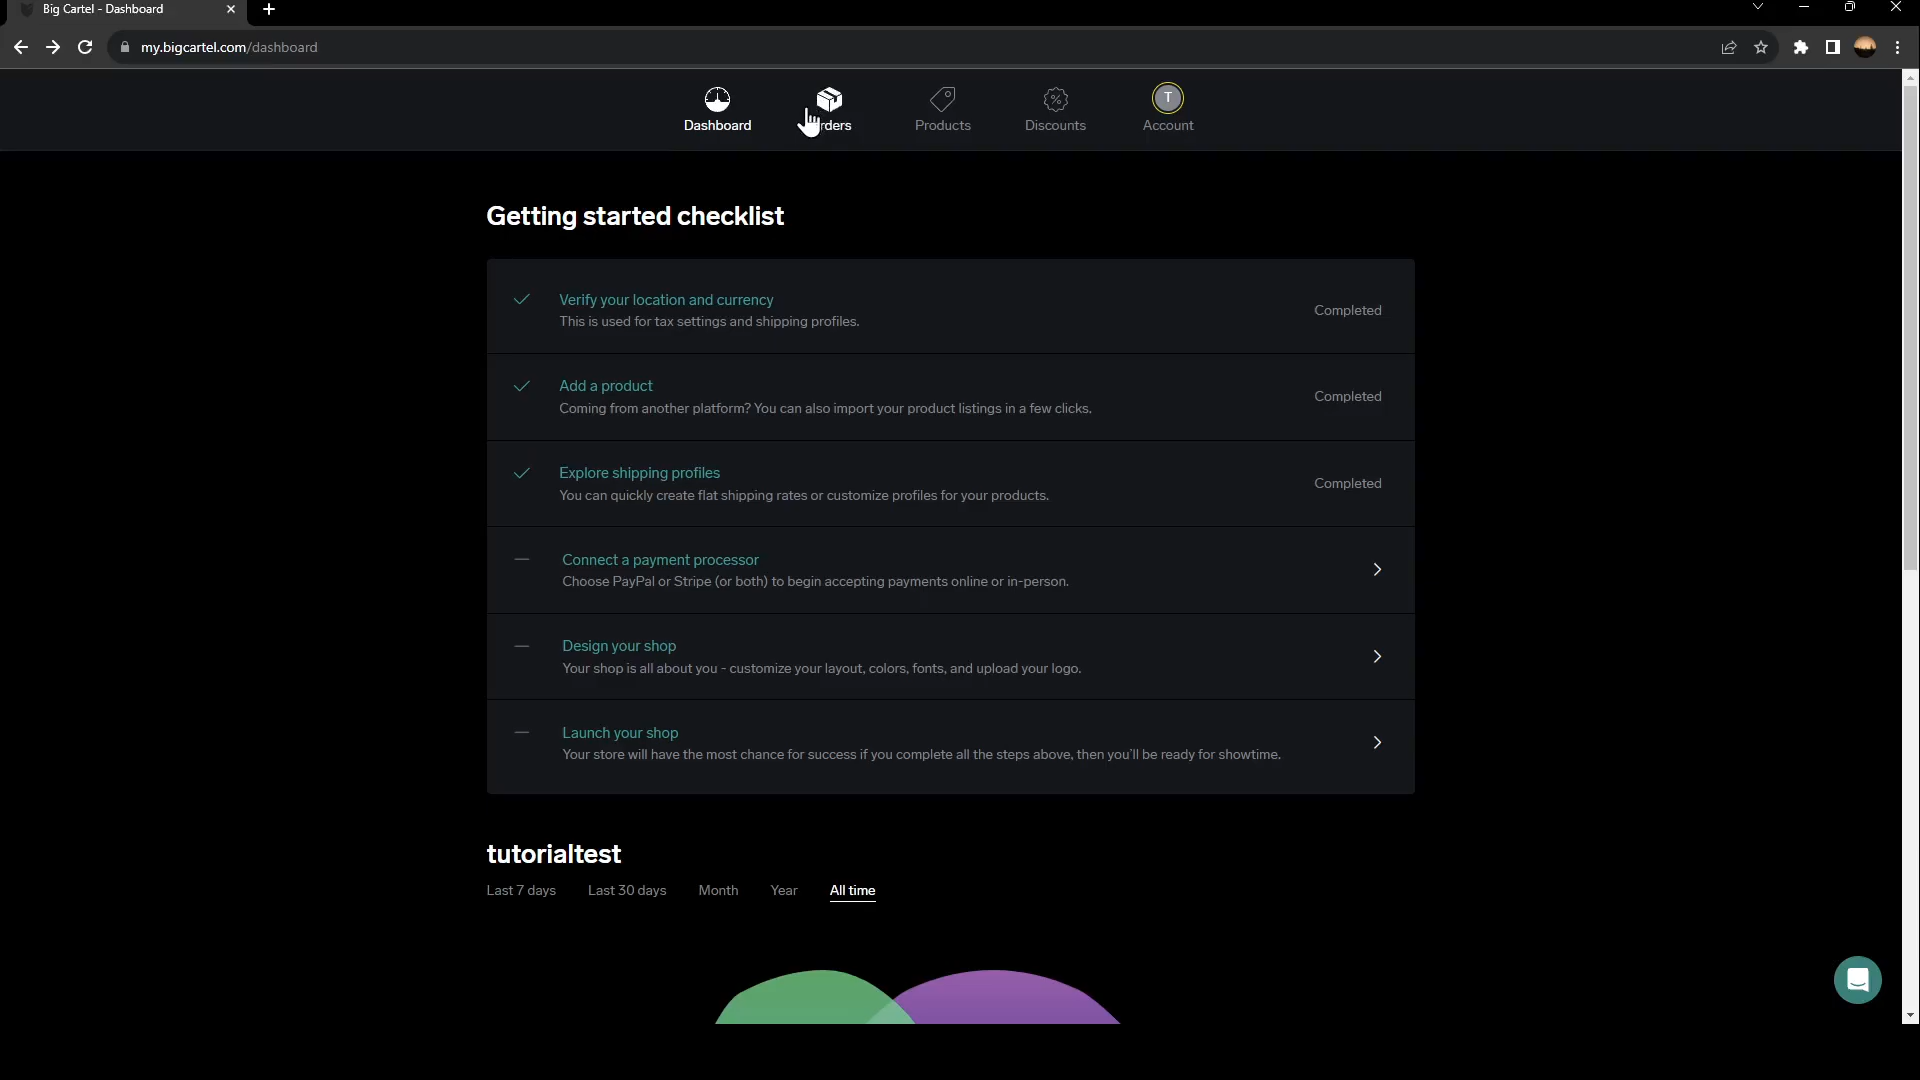 Big Cartel - Dashboard
my.bigcartel.com/dashboard
Dashboard
rders
Products
Discounts
T
Account
Getting started checklist
Verify your location and currency
This is used for tax settings and shipping profiles.
Completed
Add a product
Coming from another platform? You can also import your product listings in a few clicks.
Completed
Explore shipping profiles
You can quickly create flat shipping rates or customize profiles for your products.
Completed
Connect a payment processor
Choose PayPal or Stripe (or both) to begin accepting payments online or in-person.
Design your shop
Your shop is all about you - customize your layout, colors, fonts, and upload your logo.
Launch your shop
Your store will have the most chance for success if you complete all the steps above, then you'll be ready for showtime.
tutorialtest
Last 7 days Last 30 days Month Year All time